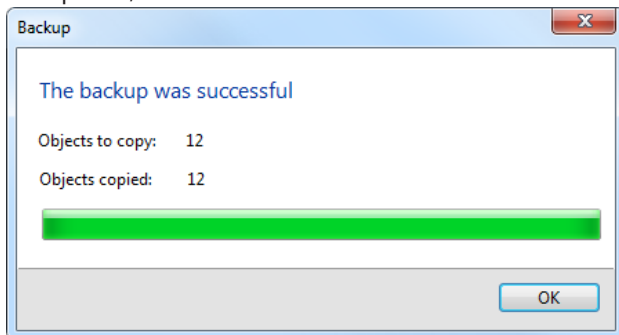 Backup
The backup was successful
Objects to copy: 12
Objects copied: 12
OK